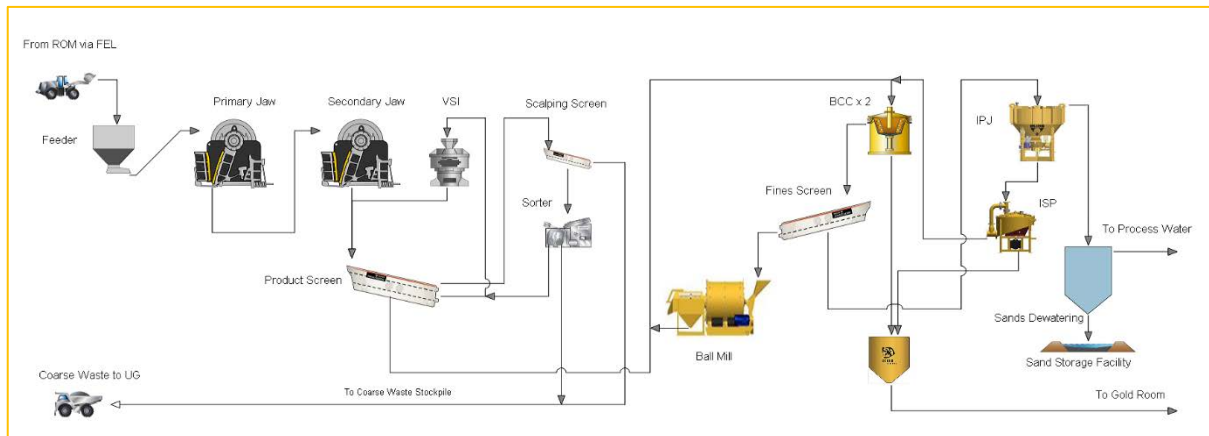 From ROM via FEL
Primary Jaw
Secondary Jaw
VSI
Scalping Screen
BCC x 2
IPJ
Feeder
Fines Screen
ISP
Sorter
To Process Water
Product Screen
Sands Dewatering
Ball Mill
Sand Storage Facility
Coarse Waste to UG
To Coarse Waste Stockpile
To Gold Room